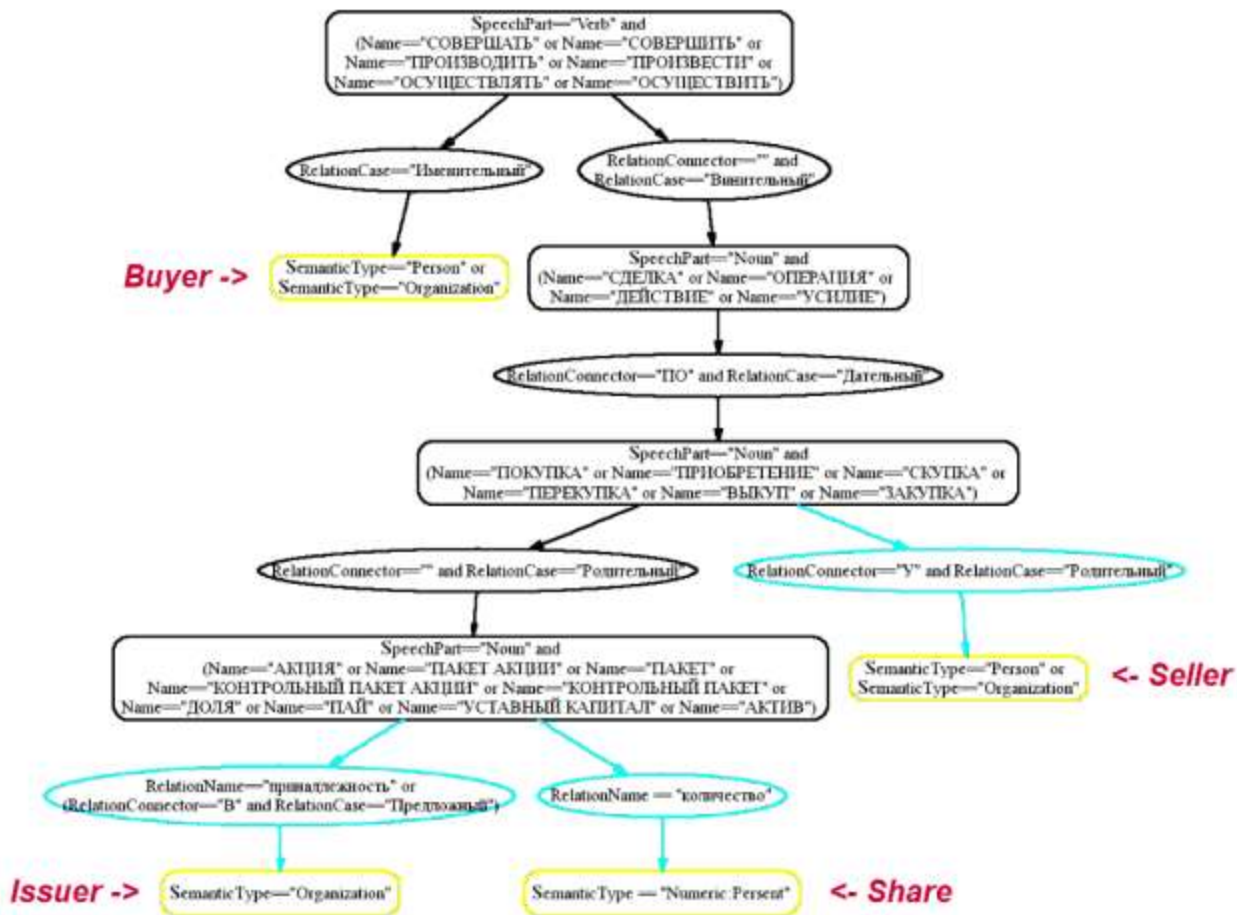 SpeechPart=="Verb" and
(Name=="СОВЕРШАТЬ" or Name=="СОВЕРШИТЬ" or
Name=="ПРОИЗВОДИТЬ" or Name=="ПРОИЗВЕСТИ" or
Name=="ОСУЩЕСТВЛЯТЬ" or Name=="ОСУЩЕСТВИТЬ")
RelationCase=="Именительный"
RelationConnector=="" and
RelationCase=="Винительный"
Buyer ->
SemanticType=="Person" or
SemanticType=="Organization"
SpeechPart=="Noun" and
(Name=="СДЕЛКА" or Name=="ОПЕРАЦИЯ" or
Name=="ДЕЙСТВИЕ" or Name=="УСИЛИЕ")
RelationConnector=="ПО" and RelationCase=="Дательный"
SpeechPart=="Noun" and
(Name=="ПОКУПКА" or Name=="ПРИОБРЕТЕНИЕ" or Name=="СКУПКА" or
Name=="ПЕРЕКУПКА" or Name=="ВЫКУП" or Name=="ЗАКУПКА")
RelationConnector=="" and RelationCase=="Родительный"
RelationConnector=="У" and RelationCase=="Родительный"
SpeechPart=="Noun" and
(Name=="АКЦИЯ" or Name=="ПАКЕТ АКЦИИ" or Name=="ПАКЕТ" or
Name=="КОНТРОЛЬНЫЙ ПАКЕТ АКЦИИ" or Name=="КОНТРОЛЬНЫЙ ПАКЕТ" or
Name=="ДОЛЯ" or Name=="ПАЙ" or Name=="УСТАВНЫЙ КАПИТАЛ" or Name=="АКТИВ")
SemanticType=="Person" or
SemanticType=="Organization"
<- Seller
RelationName=="принадлежность" or
(RelationConnector=="В" and RelationCase=="Предложный")
RelationName == "количество"
Issuer ->
SemanticType=="Organization"
SemanticType == "Numeric:Persent"
<- Share